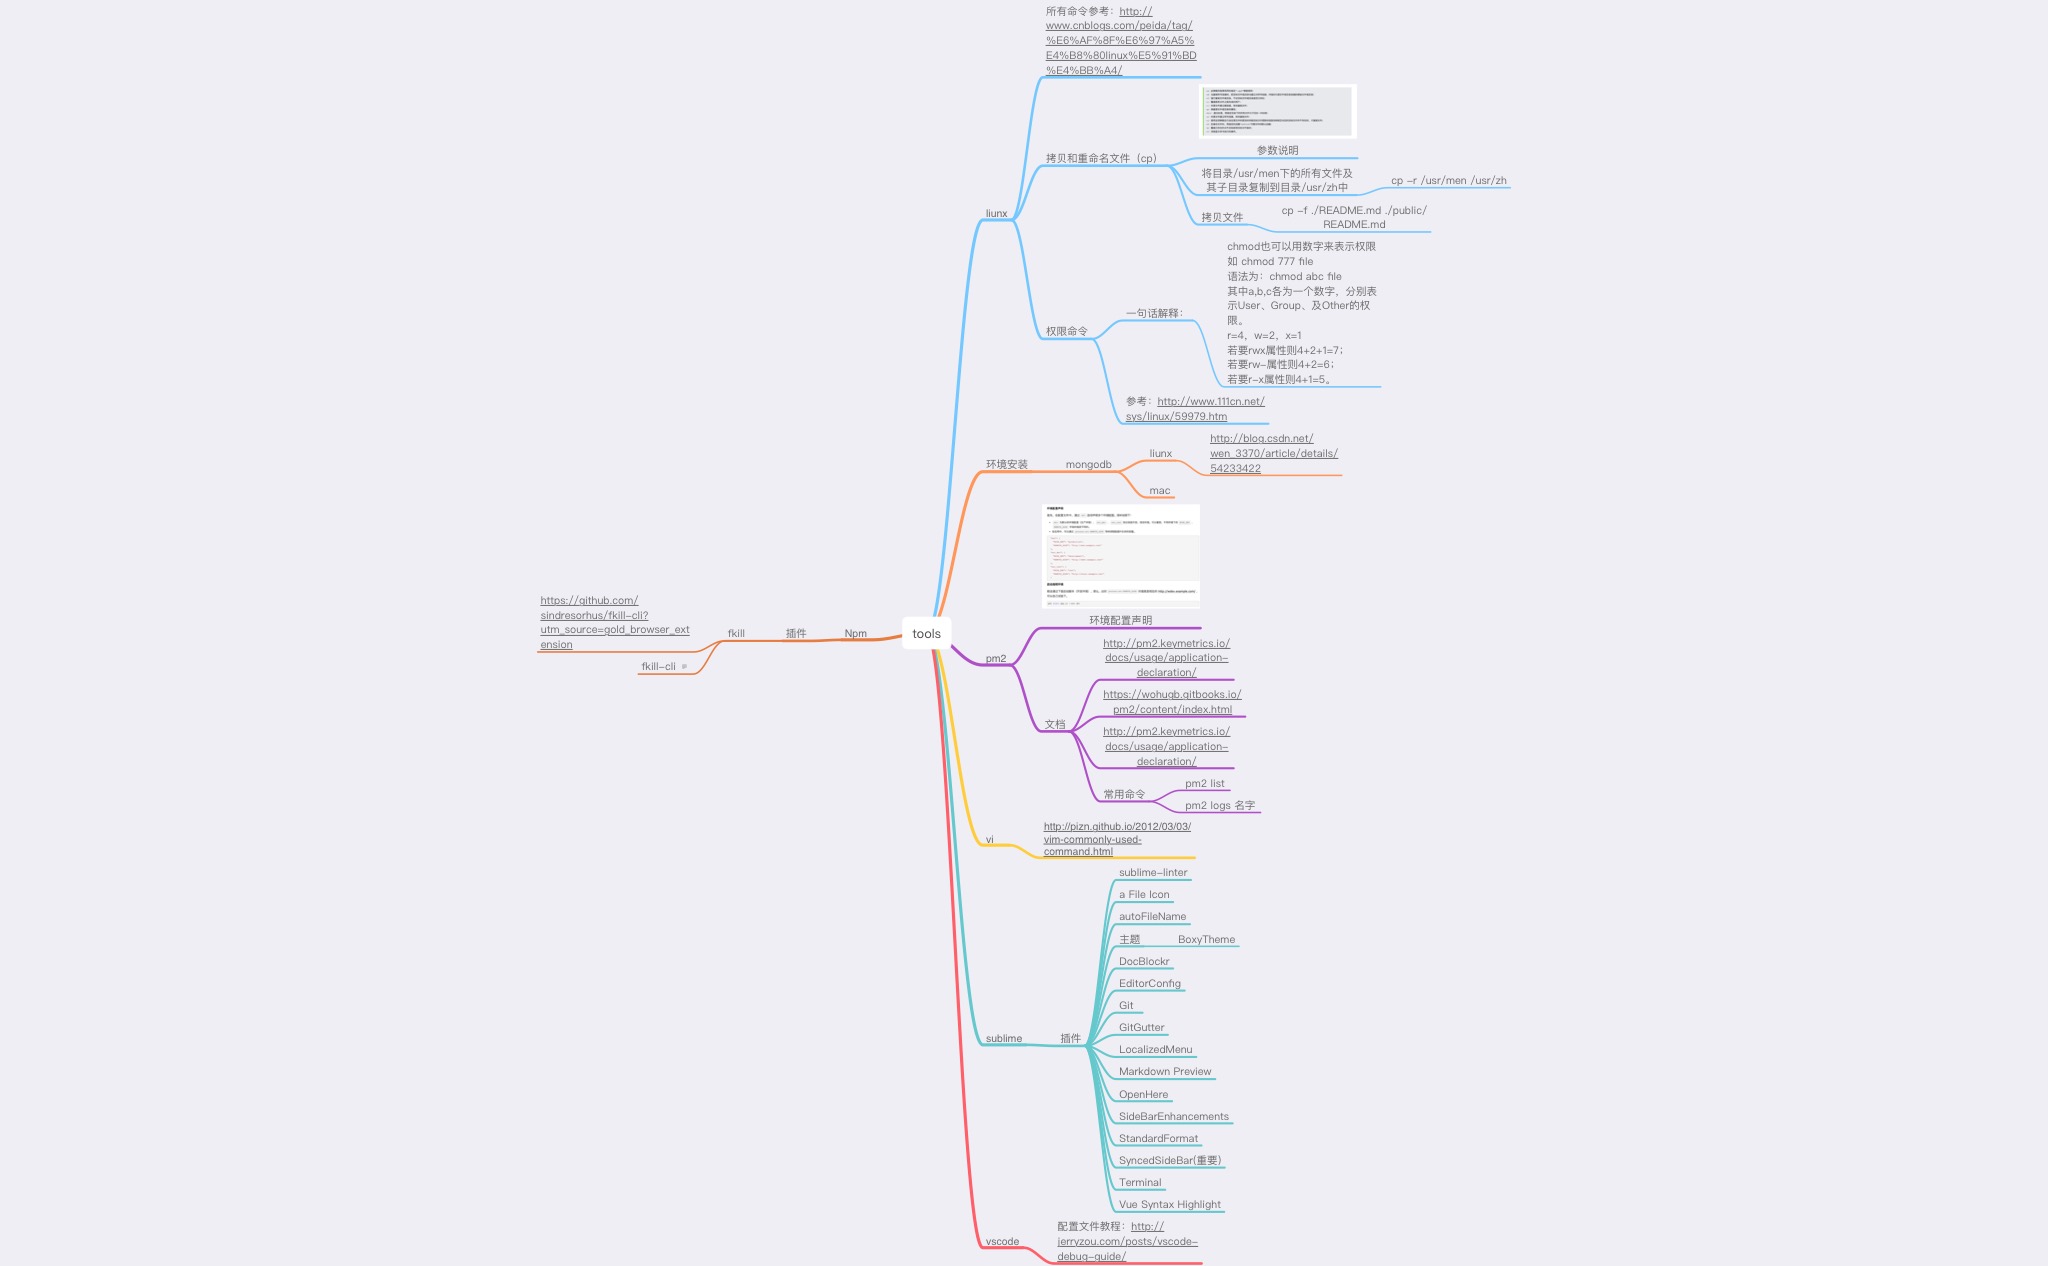 tools
liunx
所有命令参考：http://
www.cnblogs.com/peida/tag/
%E6%AF%8F%E6%97%A5%
E4%B8%80linux%E5%91%BD
%E4%BB%A4/
拷贝和重命名文件（cp）
参数说明
将目录/usr/men下的所有文件及
其子目录复制到目录/usr/zh中
cp -r /usr/men /usr/zh
拷贝文件
cp -f ./README.md ./public/
README.md
权限命令
一句话解释：
chmod也可以用数字来表示权限
如 chmod 777 file
语法为：chmod abc file
其中a,b,c各为一个数字，分别表
示User、Group、及Other的权
限。
r=4，w=2，x=1
若要rwx属性则4+2+1=7；
若要rw-属性则4+2=6；
若要r-x属性则4+1=5。
参考：http://www.111cn.net/
sys/linux/59979.htm
环境安装
mongodb
liunx
http://blog.csdn.net/
wen_3370/article/details/
54233422
mac
pm2
环境配置声明
文档
http://pm2.keymetrics.io/
docs/usage/application-
declaration/
https://wohugb.gitbooks.io/
pm2/content/index.html
http://pm2.keymetrics.io/
docs/usage/application-
declaration/
常用命令
pm2 list
pm2 logs 名字
vi
http://pizn.github.io/2012/03/03/
vim-commonly-used-
command.html
sublime
插件
sublime-linter
a File Icon
autoFileName
主题
BoxyTheme
DocBlockr
EditorConfig
Git
GitGutter
LocalizedMenu
Markdown Preview
OpenHere
SideBarEnhancements
StandardFormat
SyncedSideBar(重要)
Terminal
Vue Syntax Highlight
vscode
配置文件教程：http://
jerryzou.com/posts/vscode-
debug-guide/
Npm
插件
fkill
https://github.com/
sindresorhus/fkill-cli?
utm_source=gold_browser_ext
ension
fkill-cli